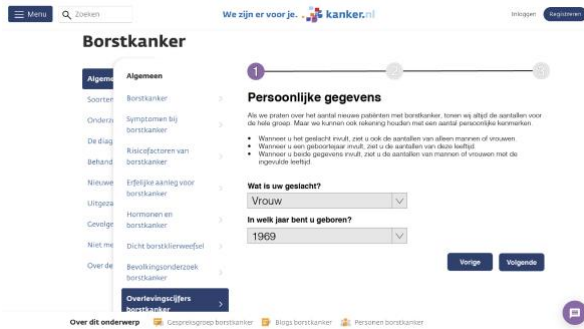 Menu
Zoeken
We zijn er voor je.
kanker.nl
Inloggen
Registreren
Borstkanker
Algeme
Soorten
Onderz
De diag
Behand
Nieuwe
Uitgeza
Gevolge
Niet me
Over de
Algemeen
Borstkanker
Symptomen bij
borstkanker
Risicofactoren van
borstkanker
Erfelijke aanleg voor
borstkanker
Hormonen en
borstkanker
Dicht borstklierweefsel
Bevolkingsonderzoek
borstkanker
Overlevingscijfers
borstkanker
1
2
3
Persoonlijke gegevens
Als we praten over het aantal nieuwe patiënten met borstkanker, tonen wij altijd de aantallen voor
de hele groep. Maar we kunnen ook rekening houden met een aantal persoonlijke kenmerken.
• Wanneer u het geslacht invult, ziet u ook de aantallen van alleen mannen of vrouwen.
• Wanneer u een geboortejaar invult, ziet u de aantallen van deze leeftijd.
• Wanneer u beide gegevens invult, ziet u de aantallen van mannen of vrouwen met de
ingevulde leeftijd.
Wat is uw geslacht?
Vrouw
In welk jaar bent u geboren?
1969
Vorige
Volgende
Over dit onderwerp
Gespreksgroep borstkanker
Blogs borstkanker
Personen borstkanker